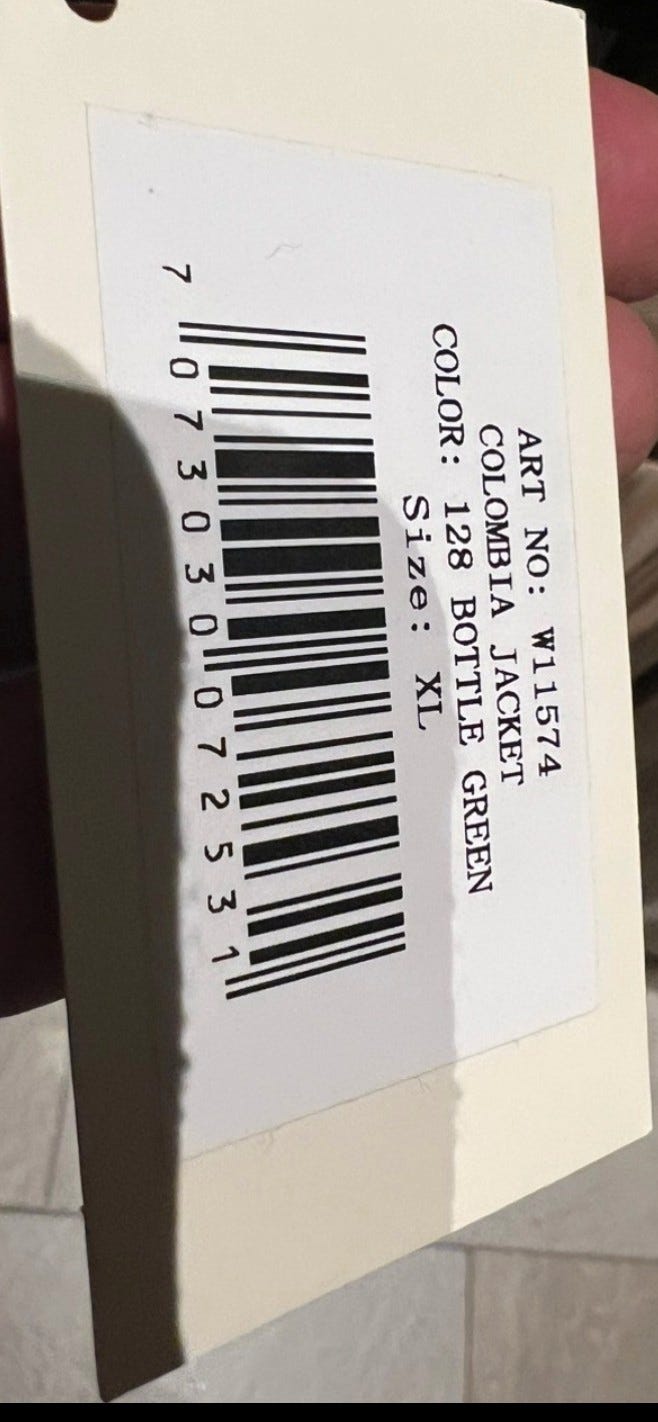 ART NO: W11574
COLOMBIA JACKET
COLOR: 128 BOTTLE GREEN
Size: XL
7 073030 072531